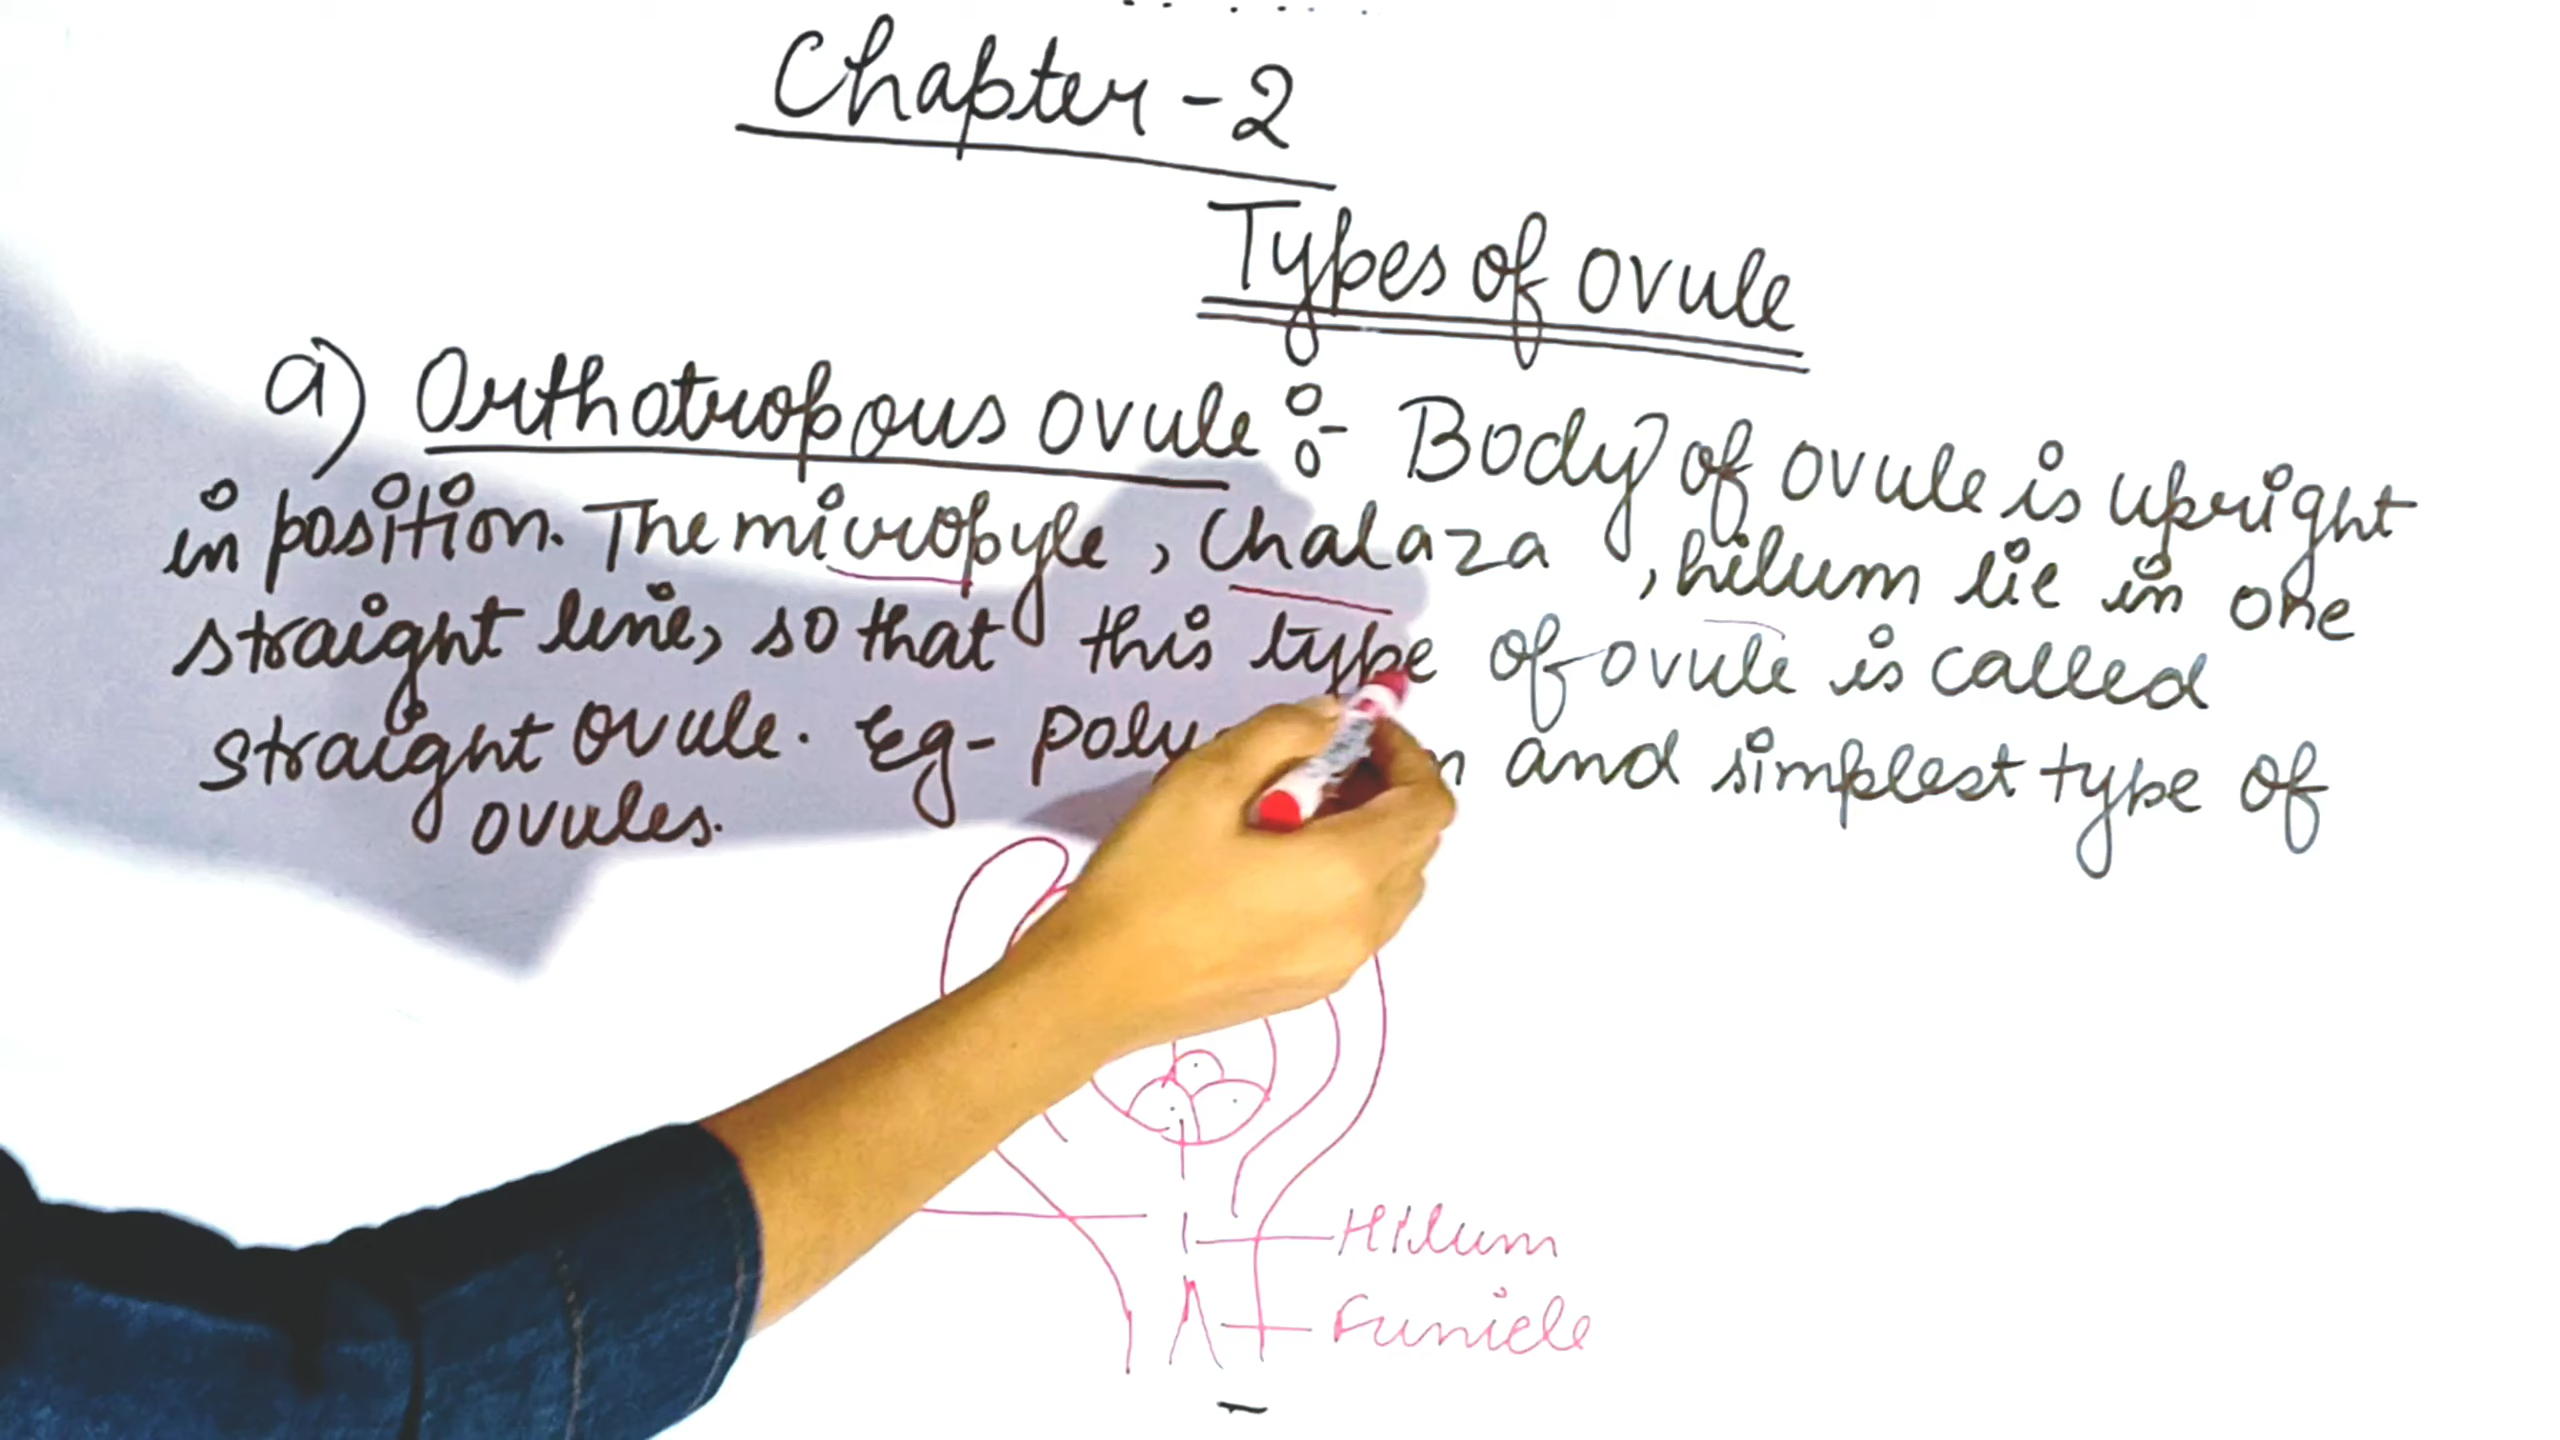 Chapter - 2
Types of ovule
a) Orthotropous ovule :- Body of ovule is upright
in position. The micropyle, Chalaza, hilum lie in one
straight line, so that this type of ovule is called
straight ovule. Eg- and simplest type of
ovules.
Hilum
Funicle